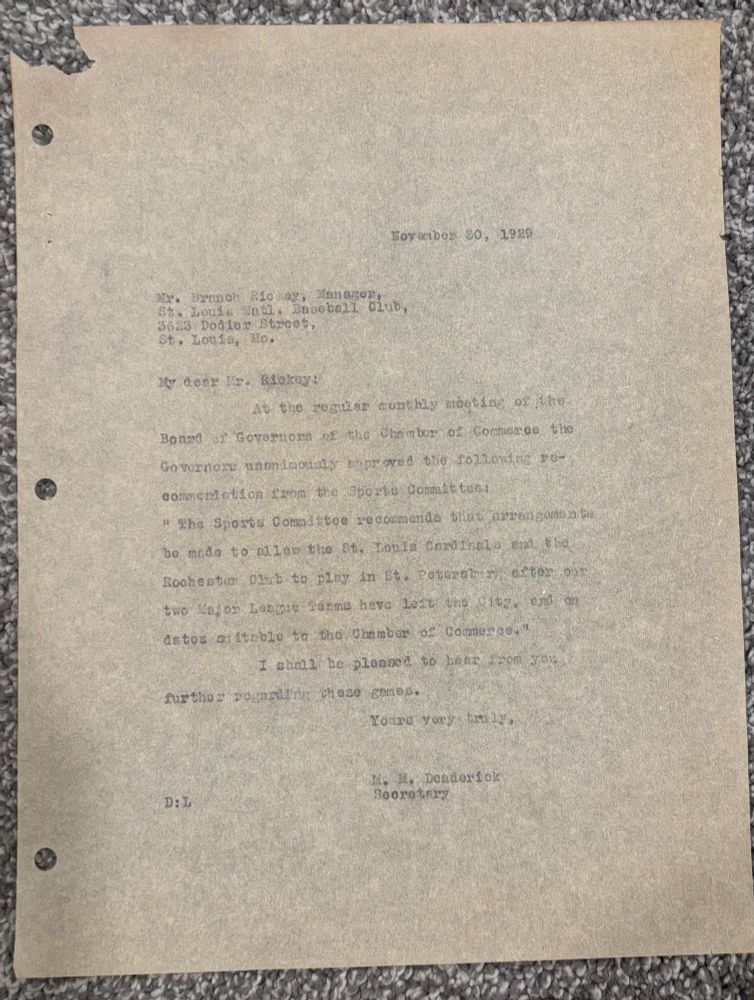 November 30, 1929
Mr. Branch Rickey, Manager,
St. Louis Natl. Baseball Club,
3623 Dodier Street,
St. Louis, Mo.
My dear Mr. Rickey:
At the regular monthly meeting of the
Board of Governors of the Chamber of Commerce the
Governors unanimously approved the following re-
commendation from the Sports Committee:
" The Sports Committee recommends that arrangements
be made to allow the St. Louis Cardinals and the
Rochester Club to play in St. Petersburg after our
two Major League Teams have left the City, and on
dates suitable to the Chamber of Commerce."
I shall be pleased to hear from you
further regarding these games.
Yours very truly,
M. M. Deaderick
Secretary
D:L